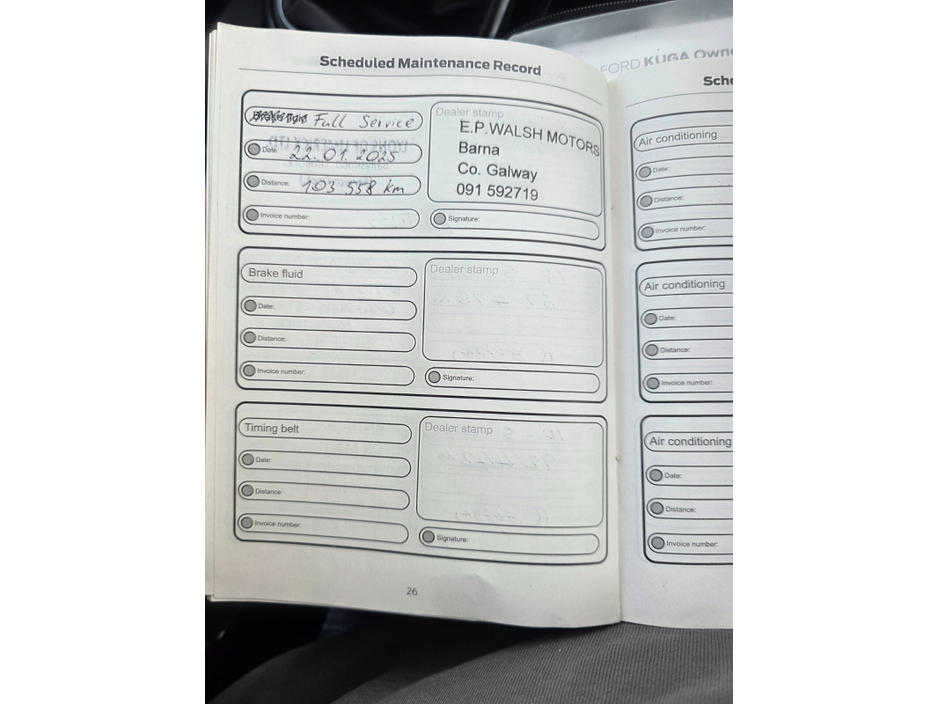 Scheduled Maintenance Record
Brake fluid Full Service
Date: 22.01.2025
Distance: 103 558 km
Invoice number:
Dealer stamp
E.P.WALSH MOTORS
Barna
Co. Galway
091 592719
Signature:
Brake fluid
Date:
Distance:
Invoice number:
Dealer stamp
Signature:
Timing belt
Date:
Distance:
Invoice number:
Dealer stamp
Signature:
26
FORD KUGA Owne
Sche
Air conditioning
Date:
Distance:
Invoice number:
Air conditioning
Date:
Distance:
Invoice number:
Air conditioning
Date:
Distance:
Invoice number: